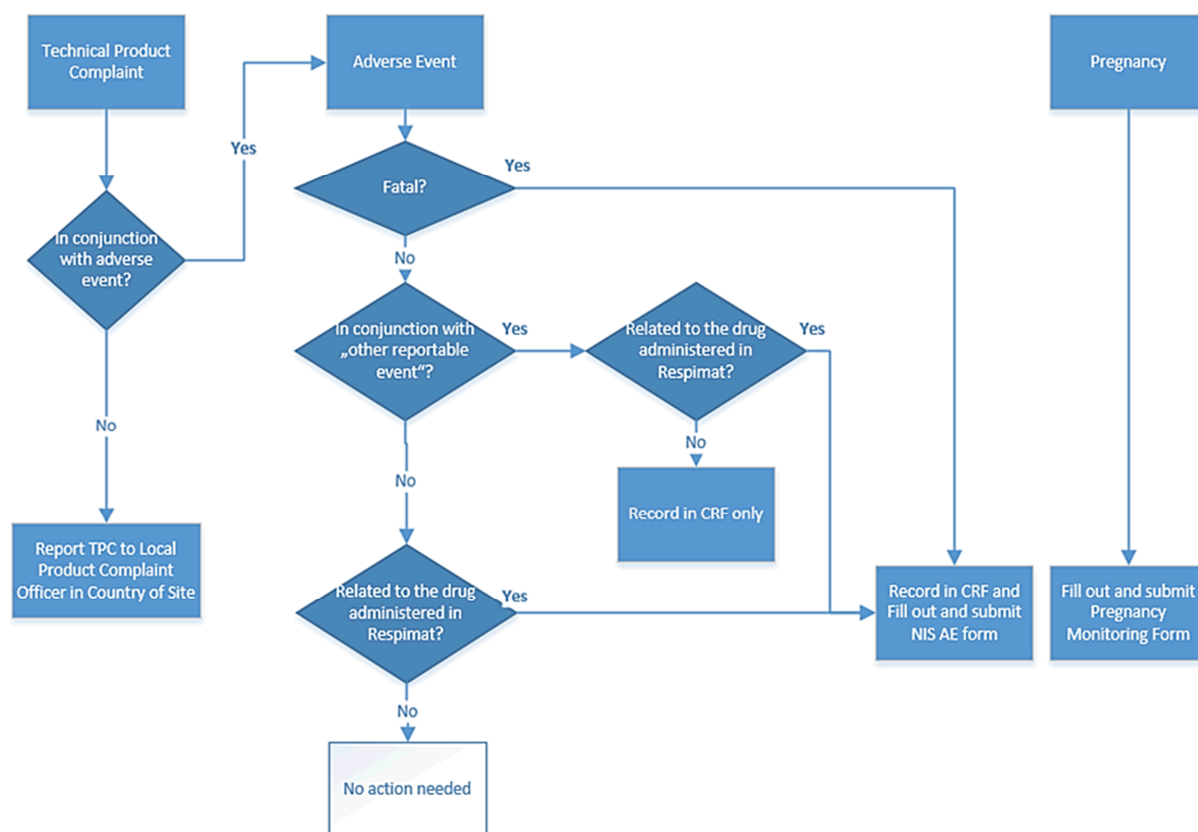 Technical Product
Complaint
Adverse Event
Pregnancy
Yes
Yes
Fatal?
In conjunction
with adverse
event?
No
In conjunction with
„other reportable
event“?
Yes
Related to the drug
administered in
Respimat?
Yes
No
No
No
Record in CRF only
Report TPC to Local
Product Complaint
Officer in Country of Site
Related to the drug
administered in
Respimat?
Yes
Record in CRF and
Fill out and submit
NIS AE form
Fill out and submit
Pregnancy
Monitoring Form
No
No action needed